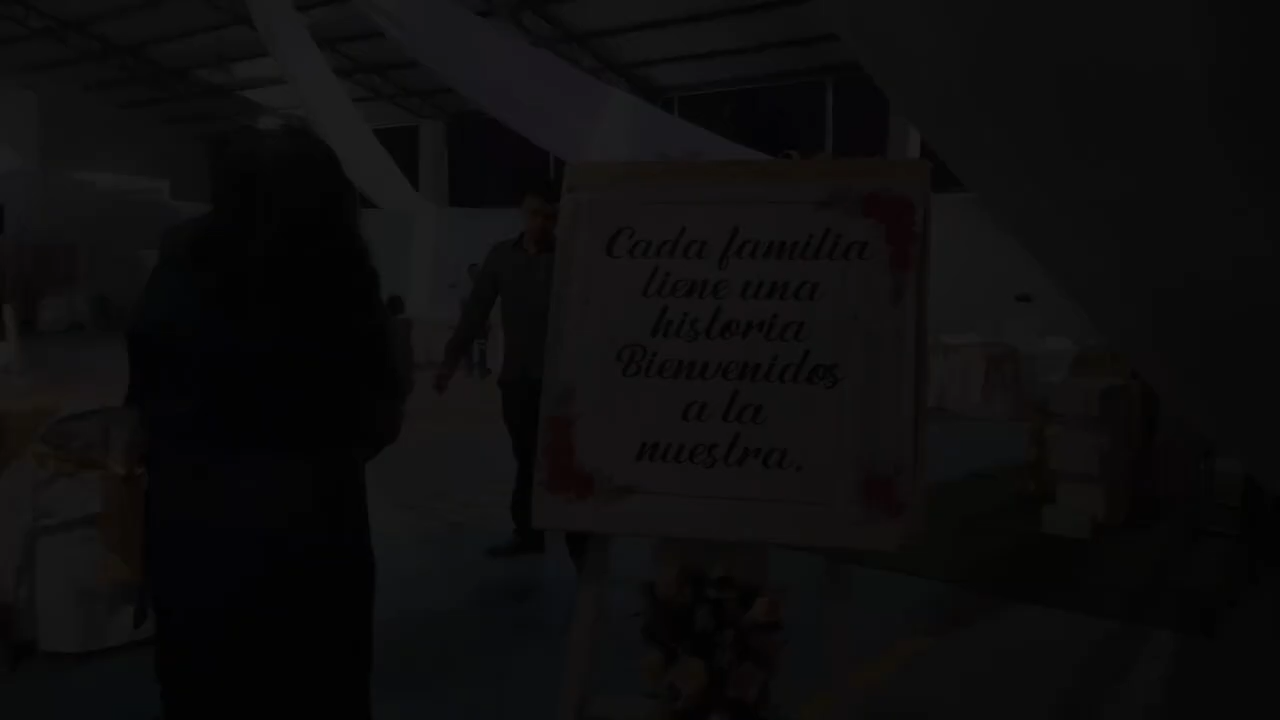 Cada familia
tiene una
historia
Bienvenidos
a la
nuestra.